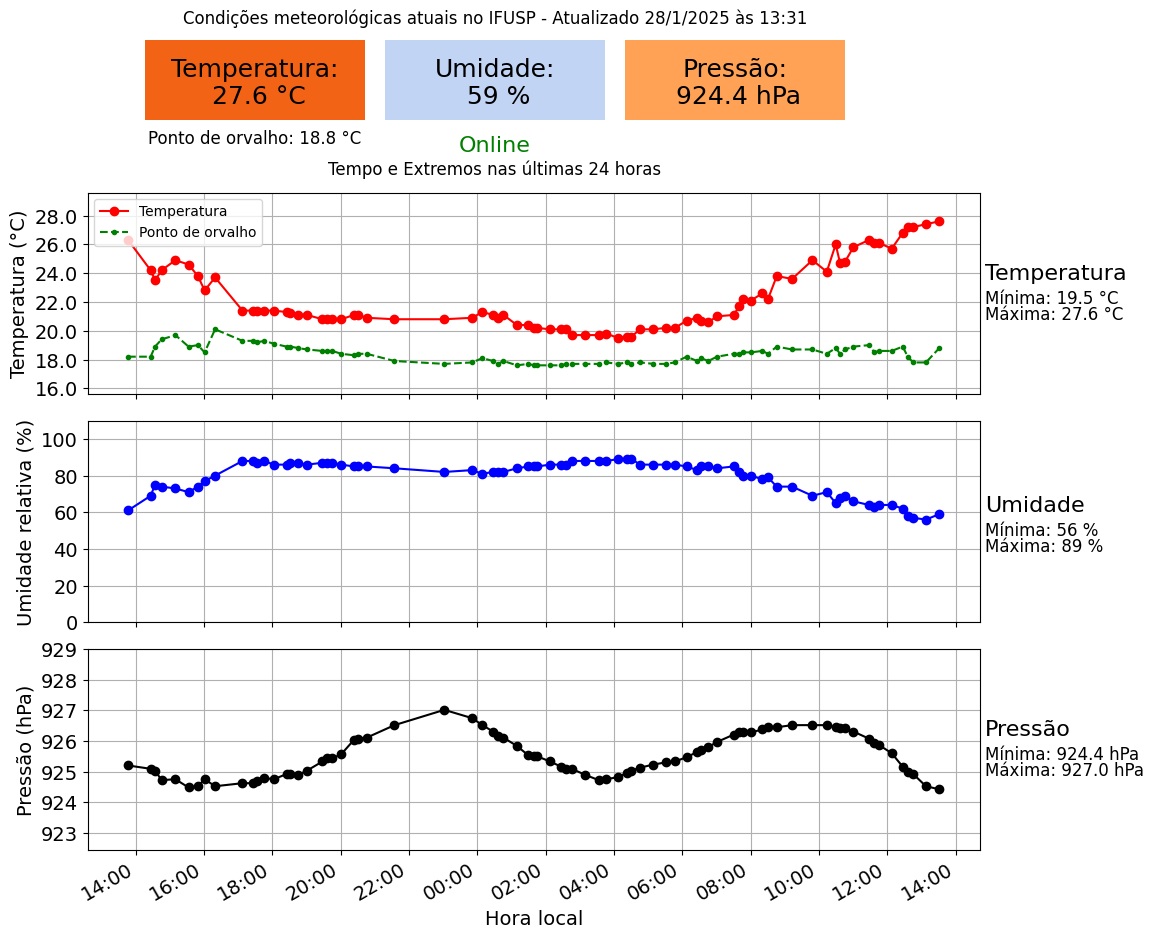 Condições meteorológicas atuais no IFUSP - Atualizado 28/1/2025 às 13:31
Temperatura:
27.6 °C
Umidade:
59 %
Pressão:
924.4 hPa
Ponto de orvalho: 18.8 °C
Online
Tempo e Extremos nas últimas 24 horas
Temperatura
Ponto de orvalho
Temperatura (°C)
28.0
26.0
24.0
22.0
20.0
18.0
16.0
Temperatura
Mínima: 19.5 °C
Máxima: 27.6 °C
Umidade relativa (%)
100
80
60
40
20
0
Umidade
Mínima: 56 %
Máxima: 89 %
Pressão (hPa)
929
928
927
926
925
924
923
Pressão
Mínima: 924.4 hPa
Máxima: 927.0 hPa
14:00 16:00 18:00 20:00 22:00 00:00 02:00 04:00 06:00 08:00 10:00 12:00 14:00
Hora local